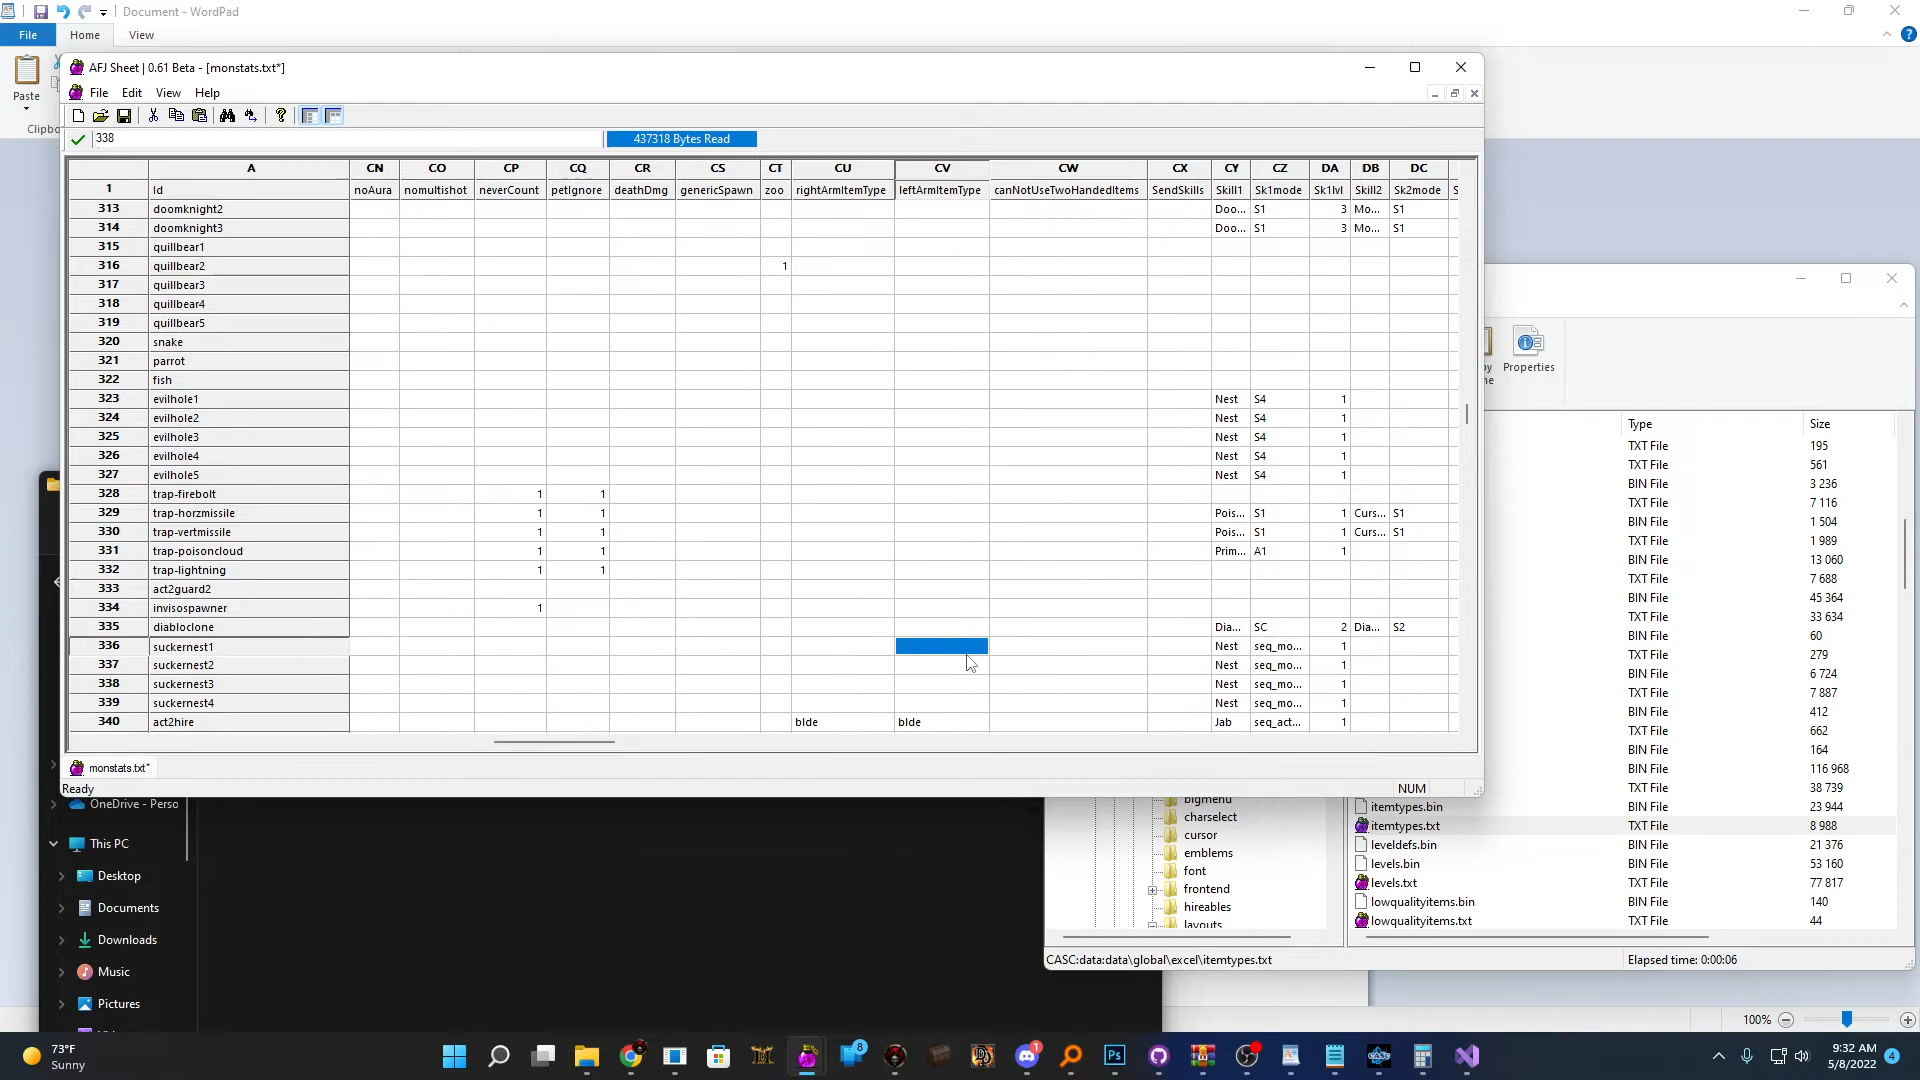 Document - WordPad
File Home View
Paste
Clipb
AFJ Sheet | 0.61 Beta - [monstats.txt*]
File Edit View Help
338 437318 Bytes Read
A CN CO CP CQ CR CS CT CU CV CW CX CY CZ DA DB DC
1 Id noAura nomultishot neverCount petIgnore deathDmg genericSpawn zoo rightArmItemType leftArmItemType canNotUseTwoHandedItems SendSkills Skill1 Sk1mode Sk1lvl Skill2 Sk2mode S
313 doomknight2 Doo... S1 3 Mo... S1
314 doomknight3 Doo... S1 3 Mo... S1
315 quillbear1
316 quillbear2 1
317 quillbear3
318 quillbear4
319 quillbear5
320 snake
321 parrot
322 fish
323 evilhole1 Nest S4 1
324 evilhole2 Nest S4 1
325 evilhole3 Nest S4 1
326 evilhole4 Nest S4 1
327 evilhole5 Nest S4 1
328 trap-firebolt 1 1
329 trap-horzmissile 1 1 Pois... S1 1 Curs... S1
330 trap-vertmissile 1 1 Pois... S1 1 Curs... S1
331 trap-poisoncloud 1 1 Prim... A1 1
332 trap-lightning 1 1
333 act2guard2
334 invisospawner 1
335 diabloclone Dia... SC 2 Dia... S2
336 suckernest1 Nest seq_mo... 1
337 suckernest2 Nest seq_mo... 1
338 suckernest3 Nest seq_mo... 1
339 suckernest4 Nest seq_mo... 1
340 act2hire blde blde Jab seq_act... 1
monstats.txt*
Ready NUM
Properties
Type Size
TXT File 195
TXT File 561
BIN File 3 236
TXT File 7 116
BIN File 1 504
TXT File 1 989
BIN File 13 060
TXT File 7 688
BIN File 45 364
TXT File 33 634
BIN File 60
TXT File 279
BIN File 6 724
TXT File 7 887
BIN File 412
TXT File 662
BIN File 164
BIN File 116 968
TXT File 38 739
itemtypes.bin BIN File 23 944
itemtypes.txt TXT File 8 988
leveldefs.bin BIN File 21 376
levels.bin BIN File 53 160
levels.txt TXT File 77 817
lowqualityitems.bin BIN File 140
lowqualityitems.txt TXT File 44
bigmenu
charselect
cursor
emblems
font
frontend
hireables
layouts
CASC:data:data\global\excel\itemtypes.txt Elapsed time: 0:00:06
OneDrive - Perso
This PC
Desktop
Documents
Downloads
Music
Pictures
100%
73°F
Sunny
8
1
9:32 AM
5/8/2022
4